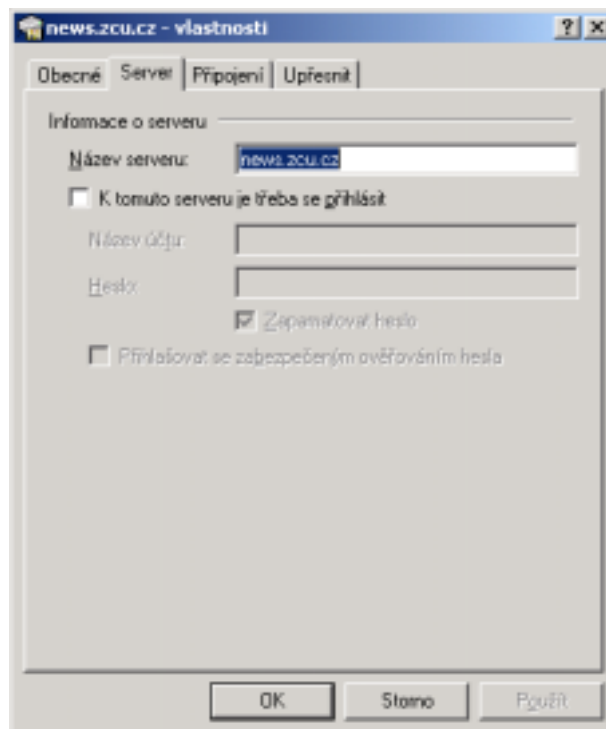 news.zcu.cz - vlastnosti
Obecné Server Připojení Upřesnit
Informace o serveru
Název serveru: news.zcu.cz
K tomuto serveru je třeba se přihlásit
Název účtu:
Heslo:
Zapamatovat heslo
Přihlašovat se zabezpečeným ověřováním hesla
OK Storno Použít